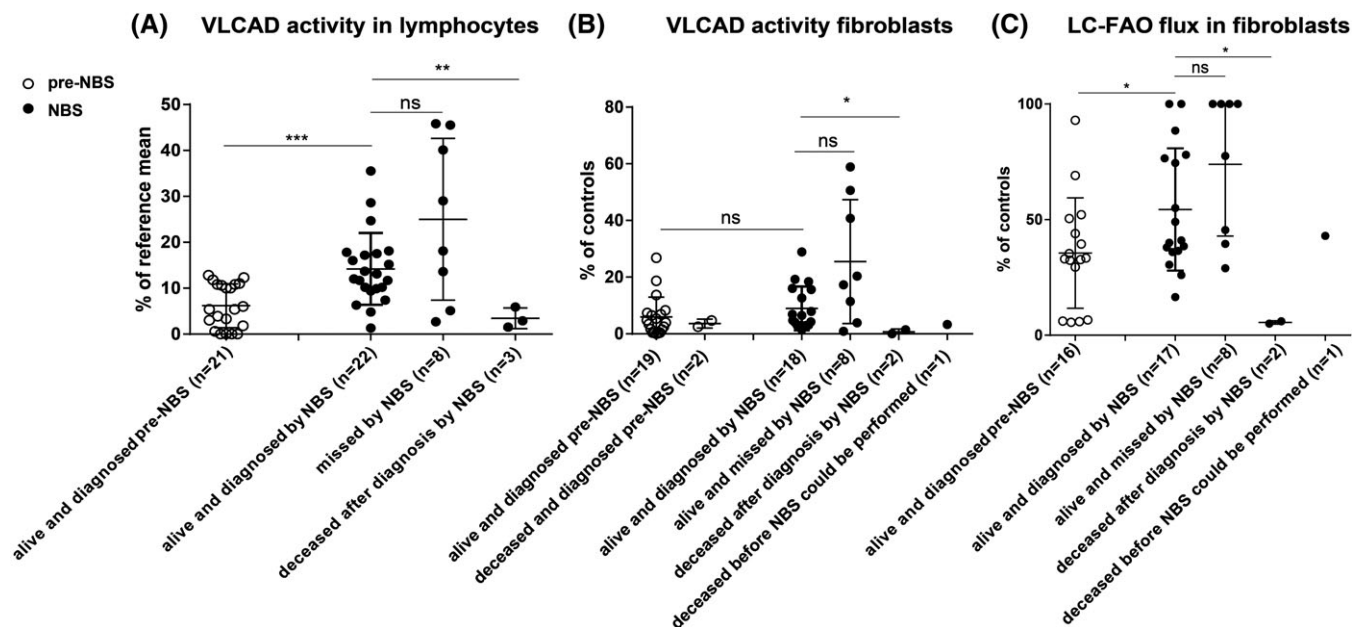 (A) VLCAD activity in lymphocytes
pre-NBS
NBS
% of reference mean
50
40
30
20
10
0
***
ns
**
alive and diagnosed pre-NBS (n=21)
alive and diagnosed by NBS (n=22)
missed by NBS (n=8)
deceased after diagnosis by NBS (n=3)
(B) VLCAD activity fibroblasts
% of controls
80
60
40
20
0
ns
ns
*
alive and diagnosed pre-NBS (n=19)
deceased and diagnosed pre-NBS (n=2)
alive and diagnosed by NBS (n=18)
alive and missed by NBS (n=8)
deceased after diagnosis by NBS (n=2)
deceased before NBS could be performed (n=1)
(C) LC-FAO flux in fibroblasts
% of controls
100
50
0
*
ns
*
alive and diagnosed pre-NBS (n=16)
alive and diagnosed by NBS (n=17)
alive and missed by NBS (n=8)
deceased after diagnosis by NBS (n=2)
deceased before NBS could be performed (n=1)